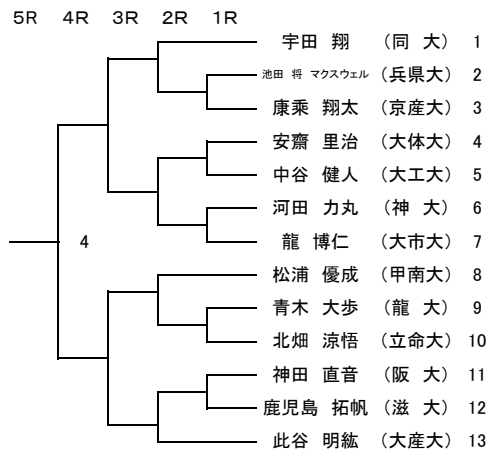 5R 4R 3R 2R 1R
宇田 翔 (同 大) 1
池田 将 マクスウェル (兵県大) 2
康乘 翔太 (京産大) 3
安齋 里治 (大体大) 4
中谷 健人 (大工大) 5
河田 力丸 (神 大) 6
4
龍 博仁 (大市大) 7
松浦 優成 (甲南大) 8
青木 大歩 (龍 大) 9
北畑 涼悟 (立命大) 10
神田 直音 (阪 大) 11
鹿児島 拓帆 (滋 大) 12
此谷 明紘 (大産大) 13